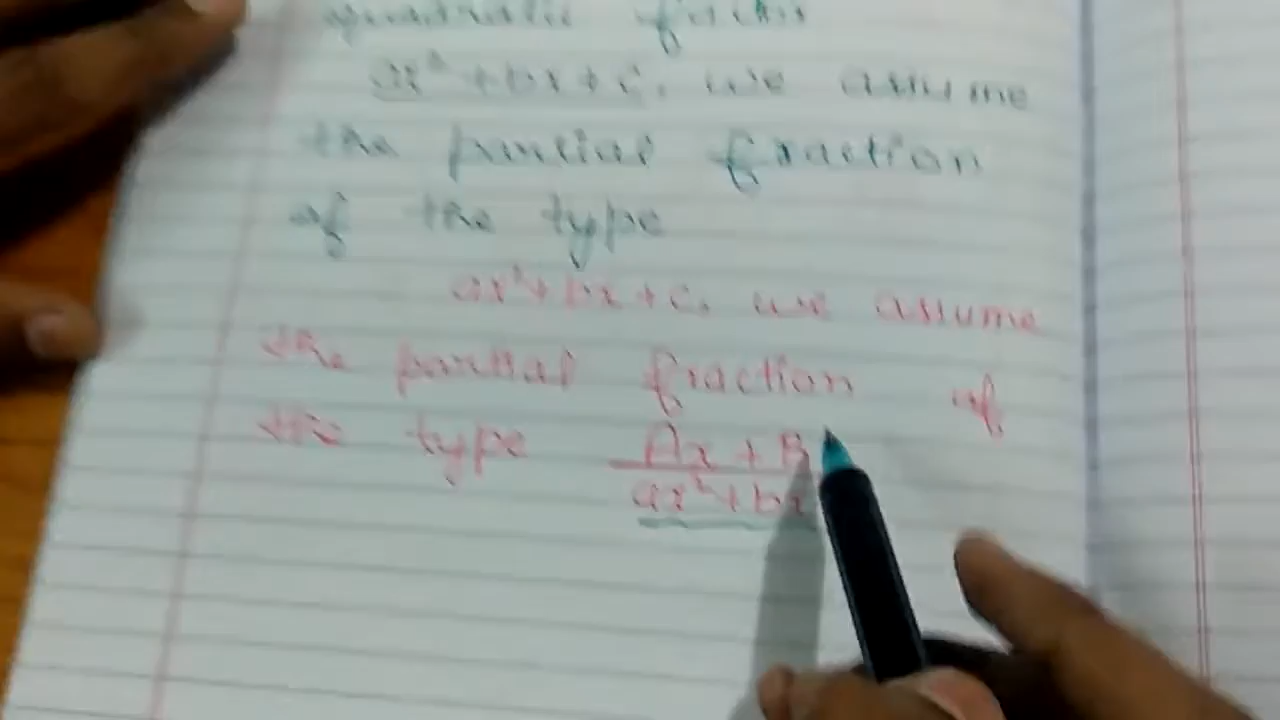 quadratic factor
ax² + bx + c, we assume
the partial fraction
of the type
ax² + bx + c, we assume
the partial fraction of
the type Ax + B
ax² + bx